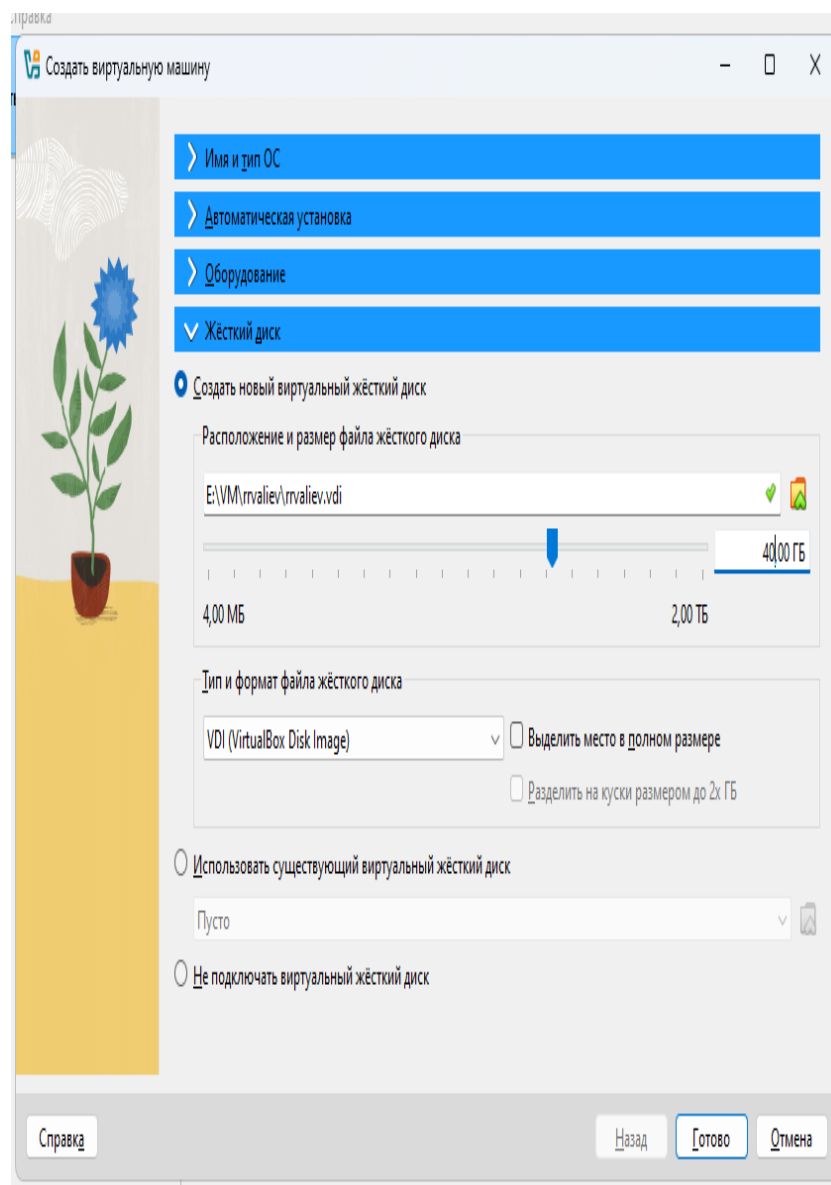 Создать виртуальную машину
Имя и тип ОС
Автоматическая установка
Оборудование
Жёсткий диск
Создать новый виртуальный жёсткий диск
Расположение и размер файла жёсткого диска
E:\VM\rrvaliev\rrvaliev.vdi
40,00 ГБ
4,00 МБ 2,00 ТБ
Тип и формат файла жёсткого диска
VDI (VirtualBox Disk Image) Выделить место в полном размере
Разделить на куски размером до 2х ГБ
Использовать существующий виртуальный жёсткий диск
Пусто
Не подключать виртуальный жёсткий диск
Справка Назад Готово Отмена